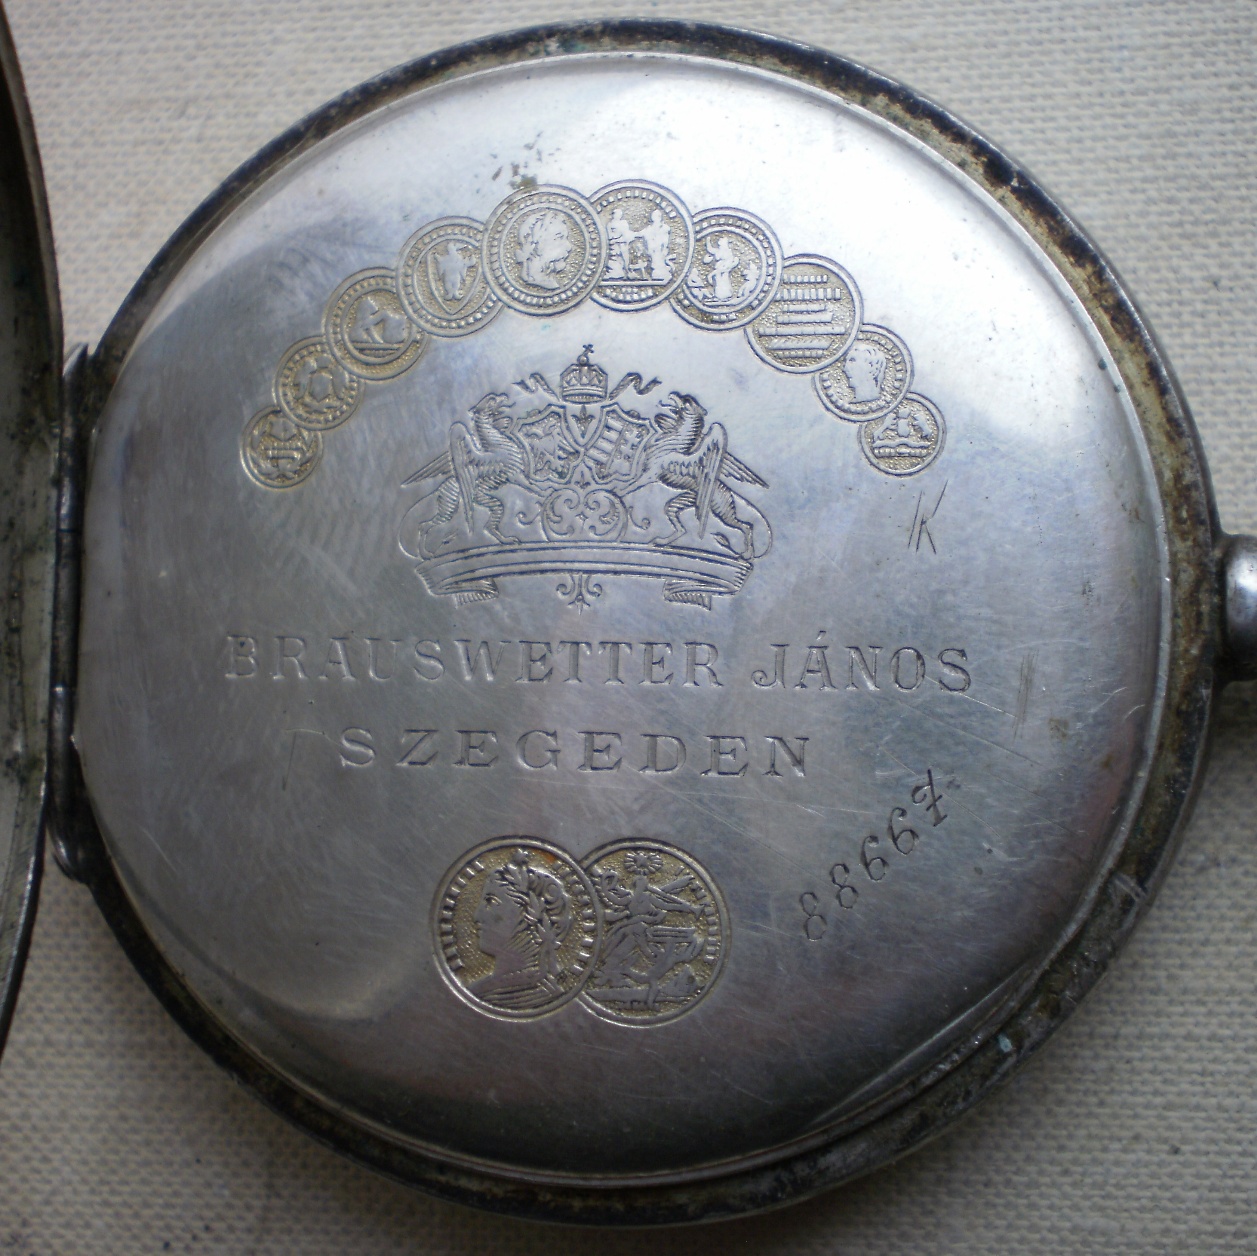 K
BRAUSWETTER JÁNOS
SZEGEDEN
88667